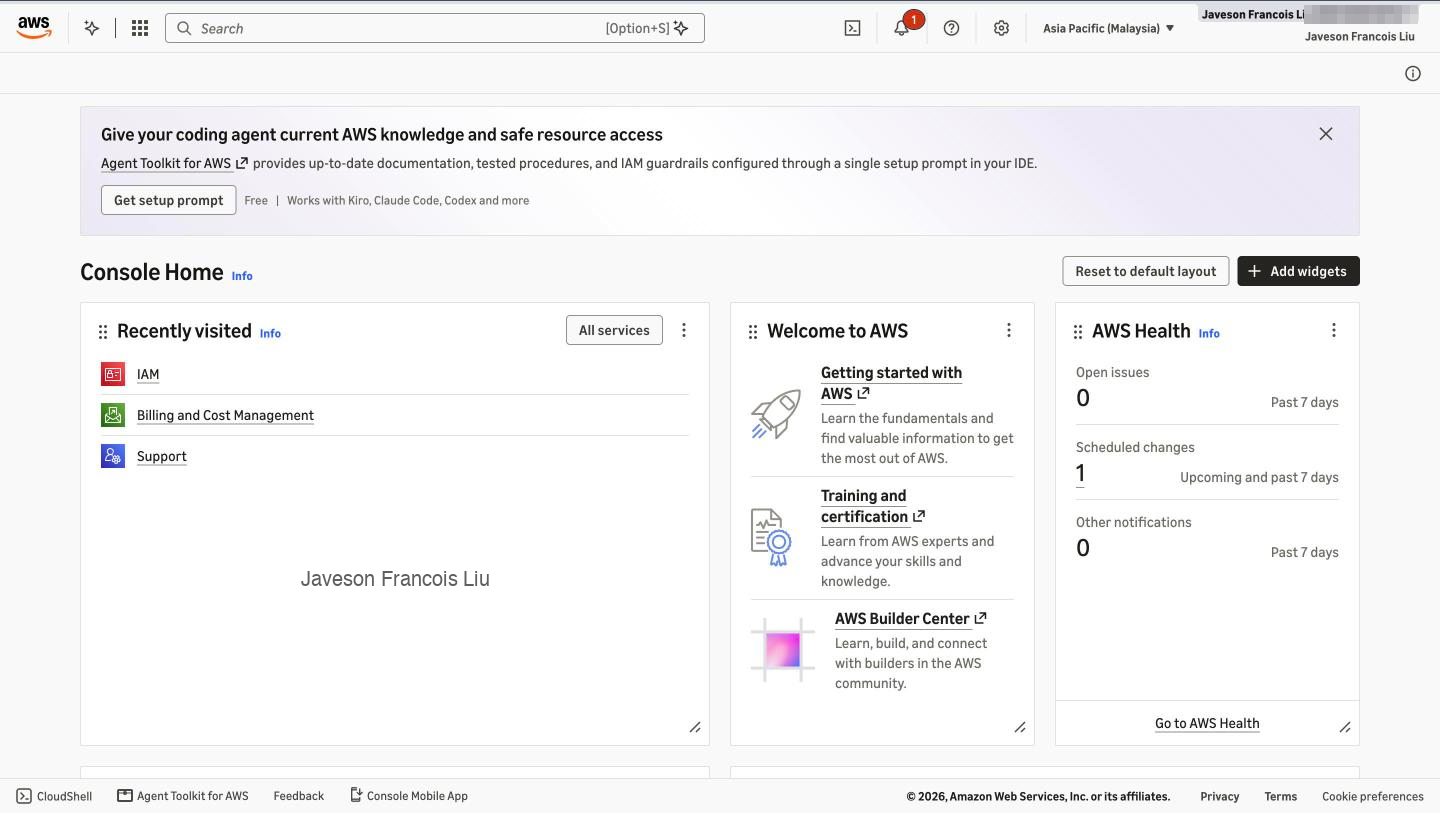 aws
Search
[Option+S]
1
Asia Pacific (Malaysia)
Javeson Francois
Javeson Francois Liu
Give your coding agent current AWS knowledge and safe resource access
Agent Toolkit for AWS provides up-to-date documentation, tested procedures, and IAM guardrails configured through a single setup prompt in your IDE.
Get setup prompt
Free | Works with Kiro, Claude Code, Codex and more
Console Home Info
Reset to default layout
Add widgets
Recently visited Info
All services
IAM
Billing and Cost Management
Support
Javeson Francois Liu
Welcome to AWS
Getting started with
AWS
Learn the fundamentals and
find valuable information to get
the most out of AWS.
Training and
certification
Learn from AWS experts and
advance your skills and
knowledge.
AWS Builder Center
Learn, build, and connect
with builders in the AWS
community.
AWS Health Info
Open issues
0
Past 7 days
Scheduled changes
1
Upcoming and past 7 days
Other notifications
0
Past 7 days
Go to AWS Health
CloudShell
Agent Toolkit for AWS
Feedback
Console Mobile App
© 2026, Amazon Web Services, Inc. or its affiliates.
Privacy
Terms
Cookie preferences